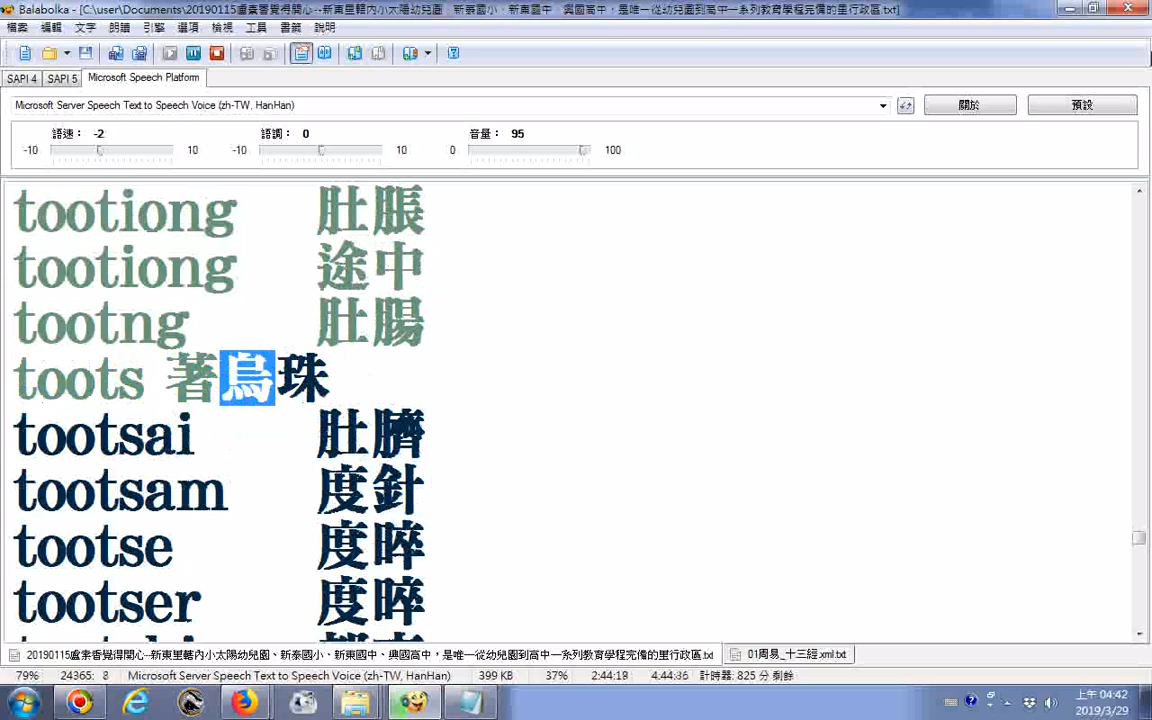 Balabolka - [C:\user\Documents\20190115盧素香覺得開心--新東里轄內小太陽幼兒園、新泰國小、新東國中、興國高中，是唯一從幼兒園到高中一系列教育學程完備的里行政區.txt]
檔案 編輯 文字 朗讀 引擎 選項 檢視 工具 書籤 說明
SAPI 4 SAPI 5 Microsoft Speech Platform
Microsoft Server Speech Text to Speech Voice (zh-TW, HanHan) 關於 預設
語速： -2 語調： 0 音量： 95
-10 10 -10 10 0 100
tootiong 肚脹
tootiong 途中
tootng 肚腸
toots 著烏珠
tootsai 肚臍
tootsam 度針
tootse 度晬
tootser 度晬
20190115盧素香覺得開心--新東里轄內小太陽幼兒園、新泰國小、新東國中、興國高中，是唯一從幼兒園到高中一系列教育學程完備的里行政區.txt 01周易_十三經.xml.txt
79% 24365: 8 Microsoft Server Speech Text to Speech Voice (zh-TW, HanHan) 399 KB 37% 2:44:19 4:44:36 計時器: 825 分 剩餘
上午 04:42
2019/3/29